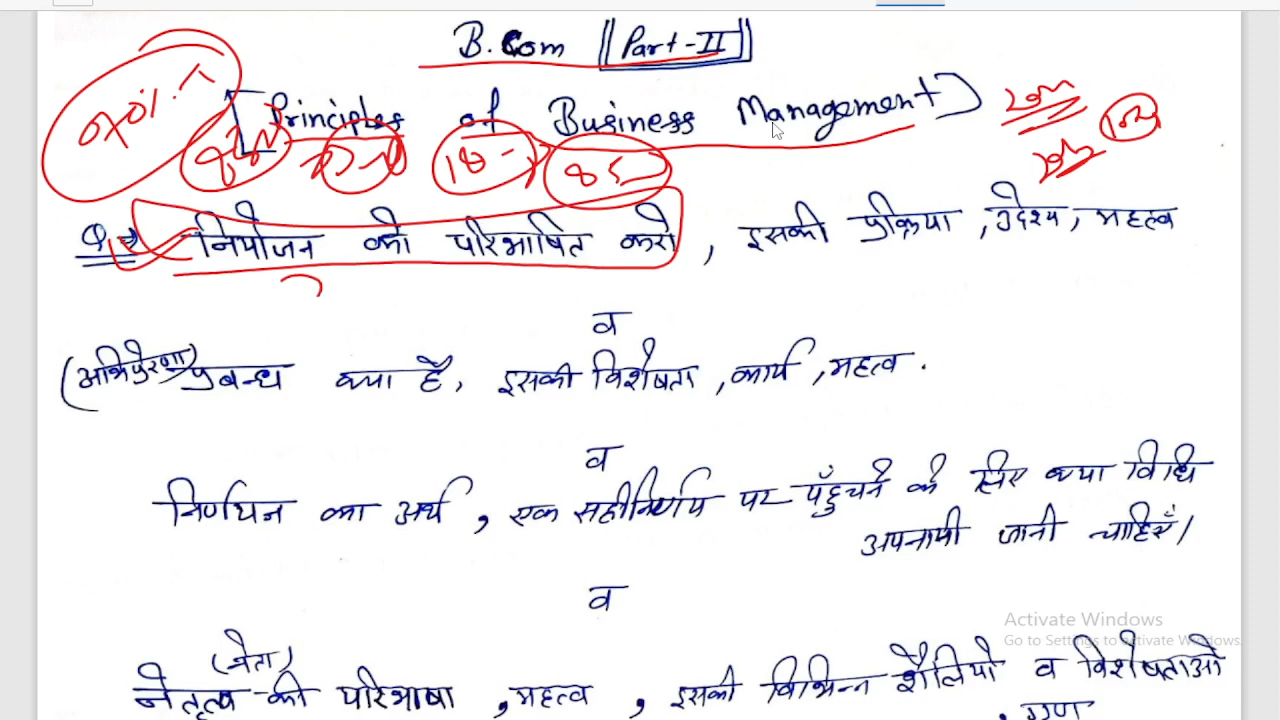 B.Com Part-II
[Principles of Business Management]
Q.1 नियोजन को परिभाषित करो, इसकी प्रक्रिया, उद्देश्य, महत्व
व
(अभिप्रेरणा) प्रबन्ध क्या है, इसकी विशेषता, कार्य, महत्व.
व
निर्णयन का अर्थ, एक सही निर्णय पर पहुँचने के लिए क्या विधि
अपनायी जानी चाहिएँ।
व
(नेता)
नेतृत्व की परिभाषा, महत्व, इसकी विभिन्न शैलियो व विशेषताओ
, गुण
Activate Windows
Go to Settings to activate Windows.